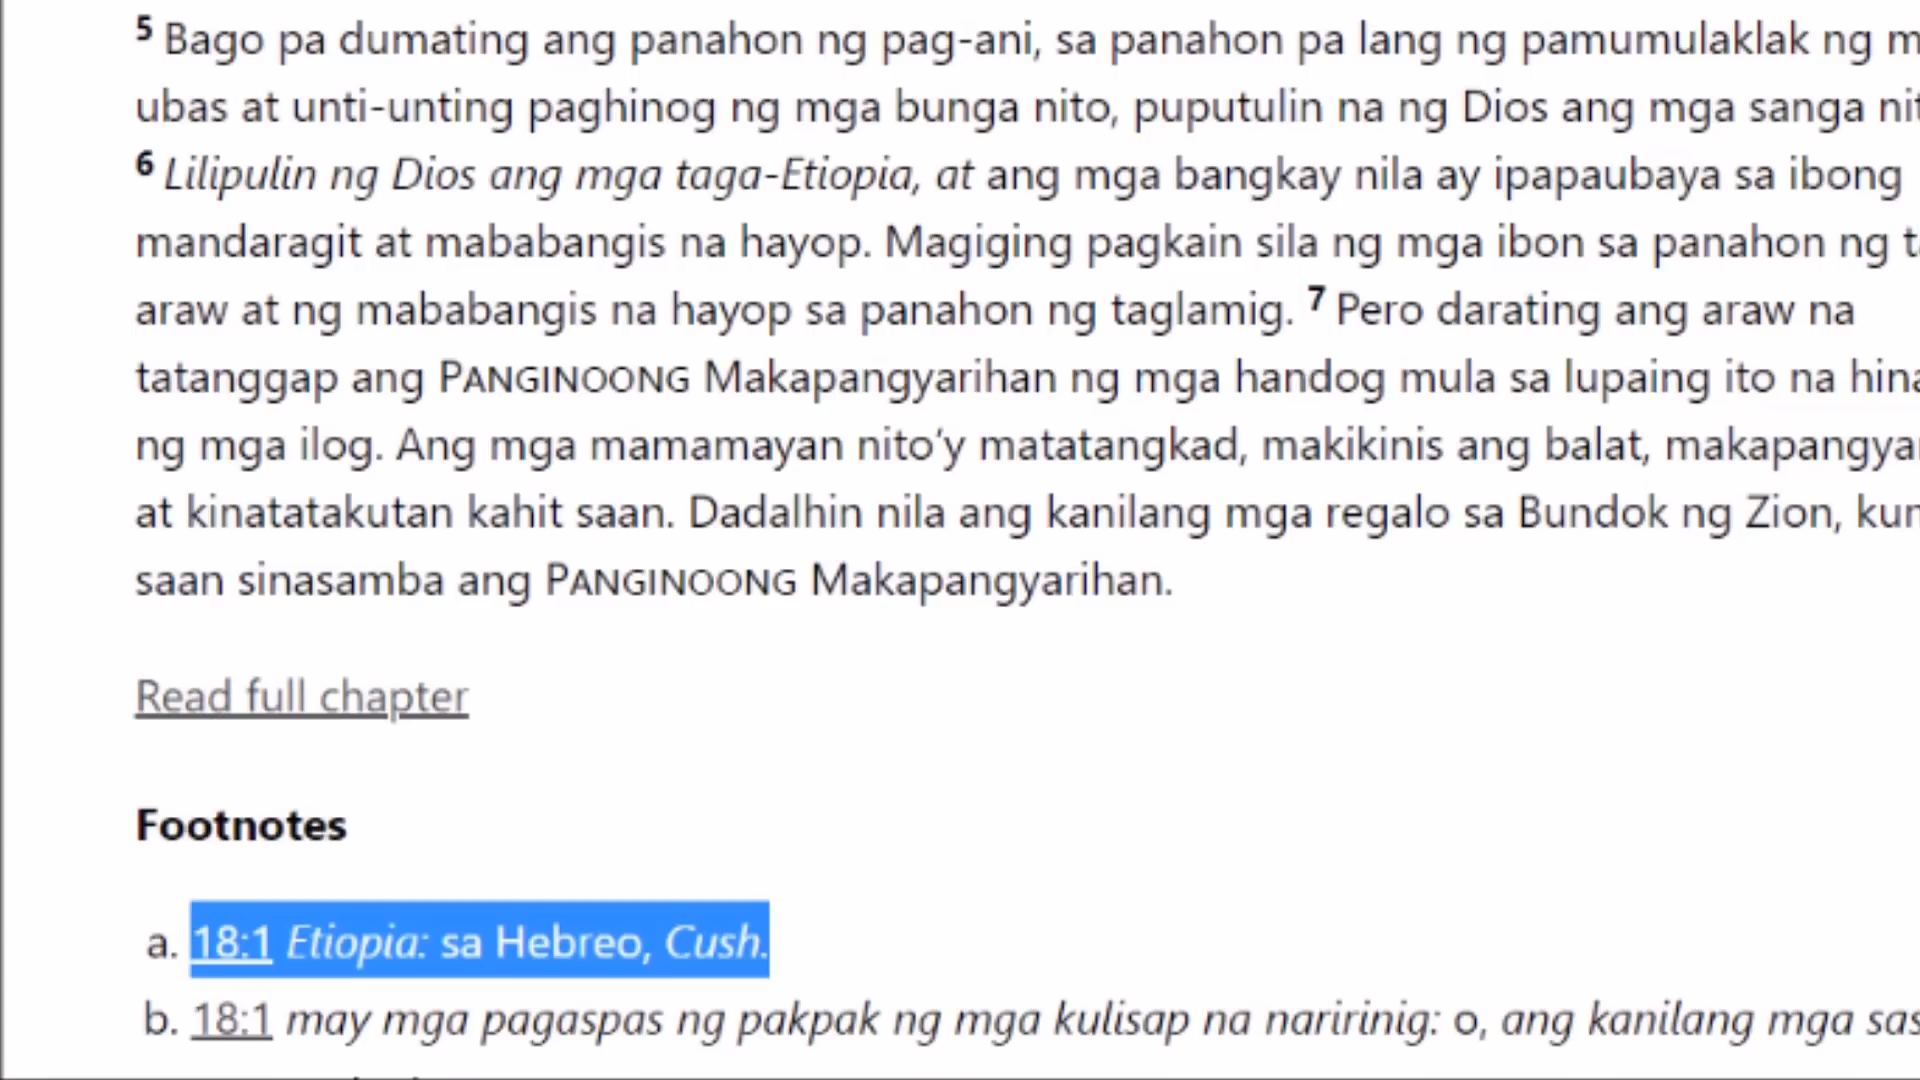 5 Bago pa dumating ang panahon ng pag-ani, sa panahon pa lang ng pamumulaklak ng
ubas at unti-unting paghinog ng mga bunga nito, puputulin na ng Dios ang mga sanga
6 Lilipulin ng Dios ang mga taga-Etiopia, at ang mga bangkay nila ay ipapaubaya sa ibong
mandaragit at mababangis na hayop. Magiging pagkain sila ng mga ibon sa panahon ng
araw at ng mababangis na hayop sa panahon ng taglamig. 7 Pero darating ang araw na
tatanggap ang PANGINOONG Makapangyarihan ng mga handog mula sa lupaing ito na
ng mga ilog. Ang mga mamamayan nito’y matatangkad, makikinis ang balat,
at kinatatakutan kahit saan. Dadalhin nila ang kanilang mga regalo sa Bundok ng Zion,
saan sinasamba ang PANGINOONG Makapangyarihan.
Read full chapter
Footnotes
a. 18:1 Etiopia: sa Hebreo, Cush.
b. 18:1 may mga pagaspas ng pakpak ng mga kulisap na naririnig: o, ang kanilang mga